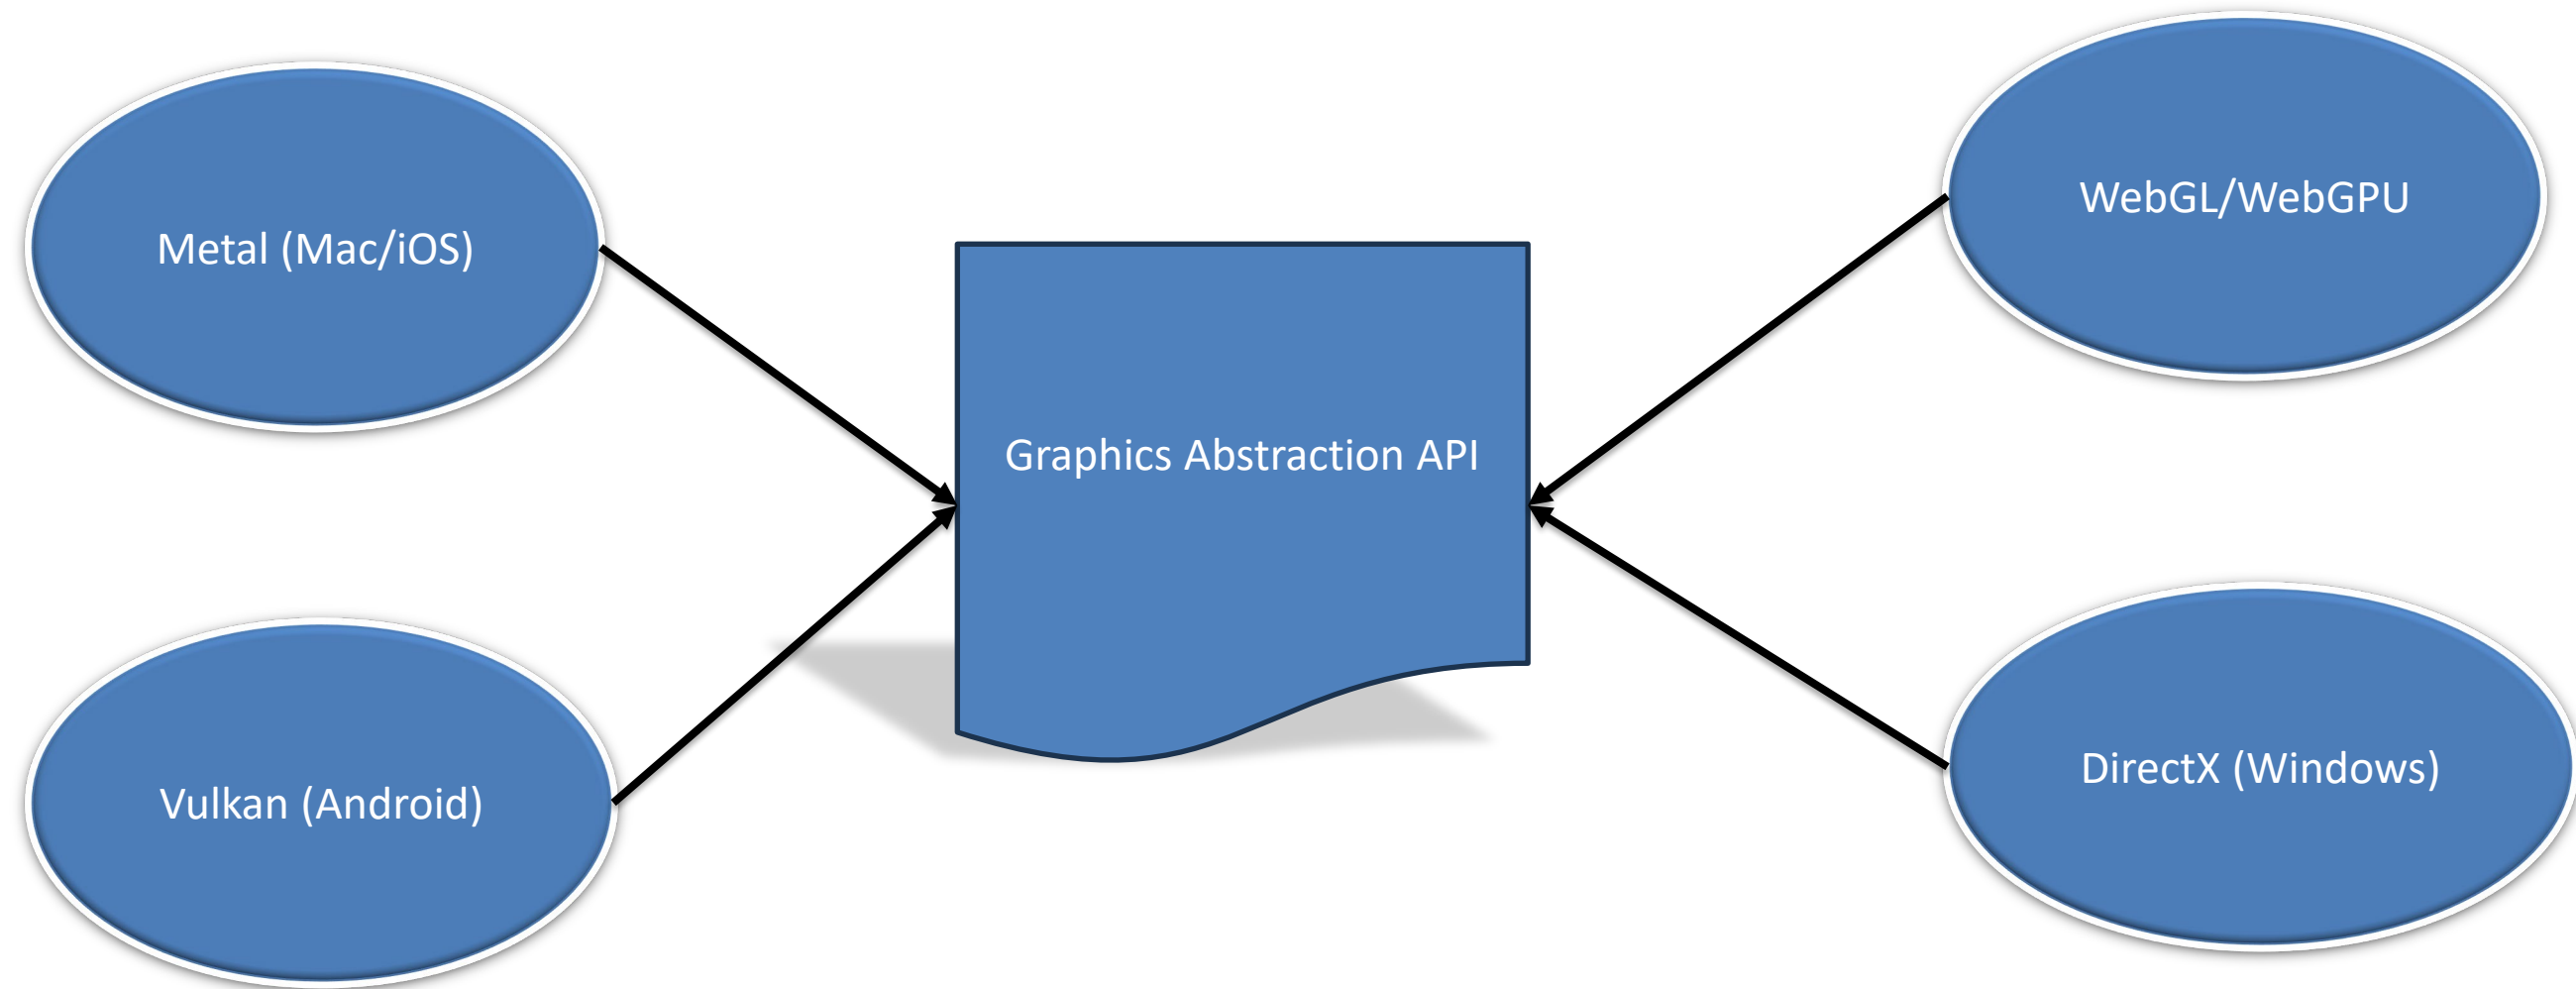 Metal (Mac/iOS)
WebGL/WebGPU
Graphics Abstraction API
Vulkan (Android)
DirectX (Windows)